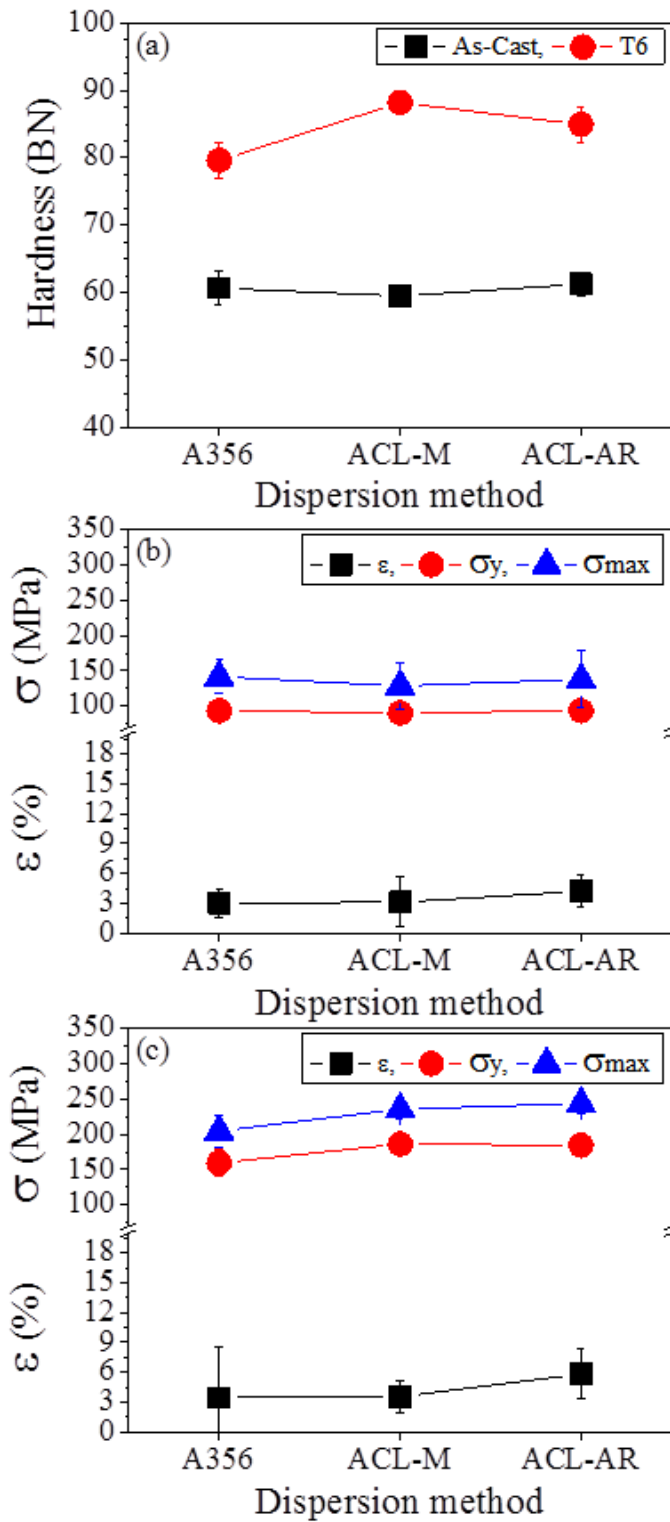 (a)
As-Cast, T6
Hardness (BN)
100
90
80
70
60
50
40
A356 ACL-M ACL-AR
Dispersion method
(b)
ε, σy, σmax
σ (MPa)
350
300
250
200
150
100
ε (%)
18
15
12
9
6
3
0
A356 ACL-M ACL-AR
Dispersion method
(c)
ε, σy, σmax
σ (MPa)
350
300
250
200
150
100
ε (%)
18
15
12
9
6
3
0
A356 ACL-M ACL-AR
Dispersion method